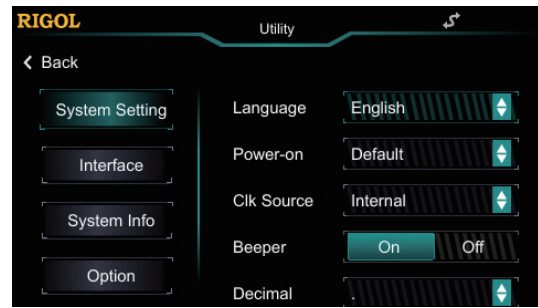 RIGOL
Utility
Back
System Setting
Interface
System Info
Option
Language English
Power-on Default
Clk Source Internal
Beeper On Off
Decimal .